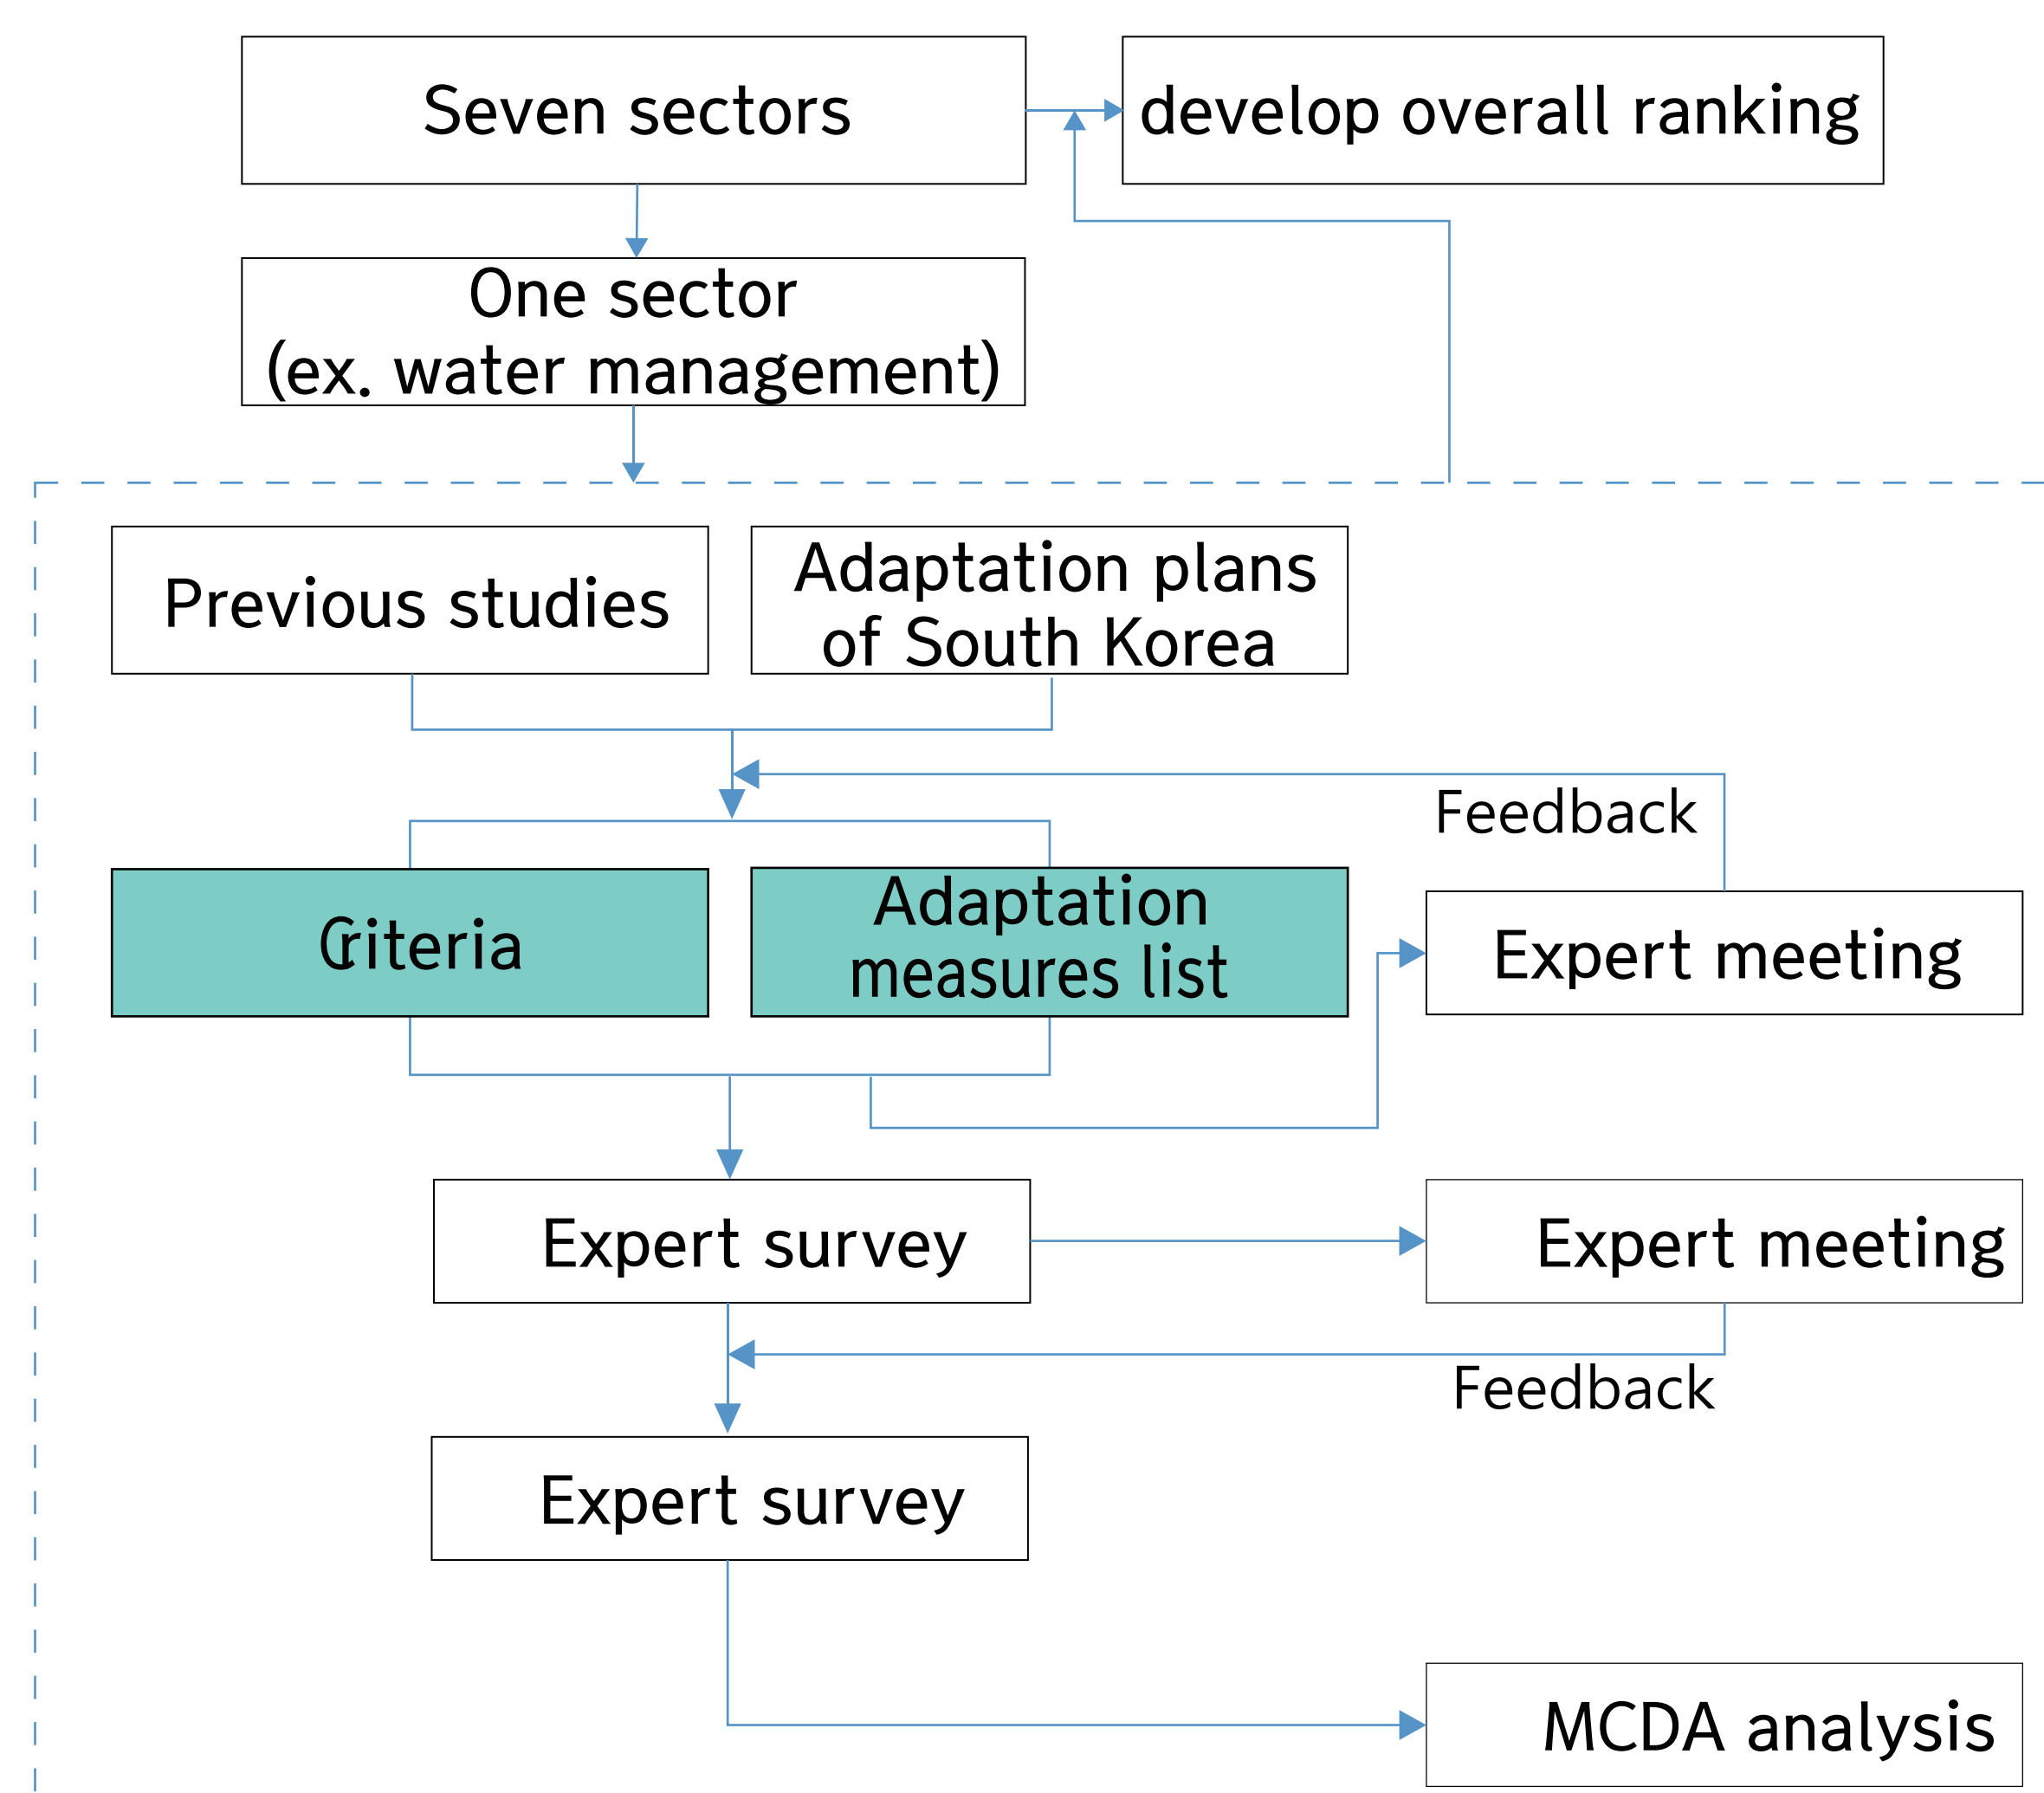 Seven sectors
develop overall ranking
One sector
(ex. water management)
Previous studies
Adaptation plans
of South Korea
Feedback
Criteria
Adaptation
measures list
Expert meeting
Expert survey
Expert meeting
Feedback
Expert survey
MCDA analysis